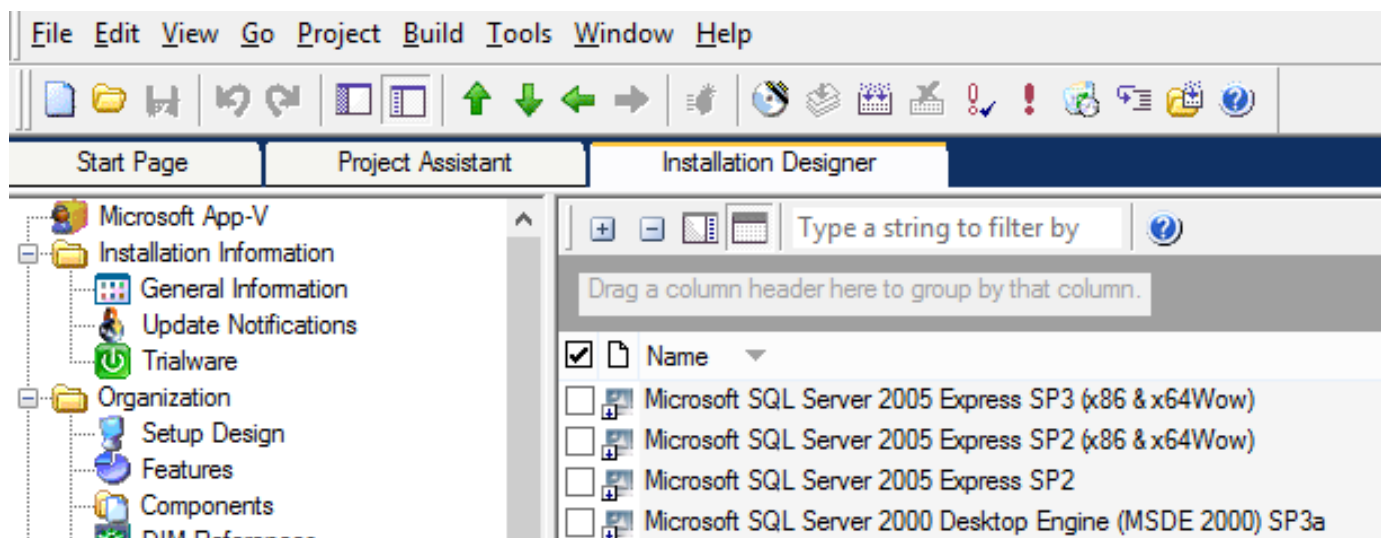 File Edit View Go Project Build Tools Window Help
Start Page Project Assistant Installation Designer
Microsoft App-V
Installation Information
General Information
Update Notifications
Trialware
Organization
Setup Design
Features
Components
DIM References
Type a string to filter by
Drag a column header here to group by that column.
Name
Microsoft SQL Server 2005 Express SP3 (x86 & x64Wow)
Microsoft SQL Server 2005 Express SP2 (x86 & x64Wow)
Microsoft SQL Server 2005 Express SP2
Microsoft SQL Server 2000 Desktop Engine (MSDE 2000) SP3a